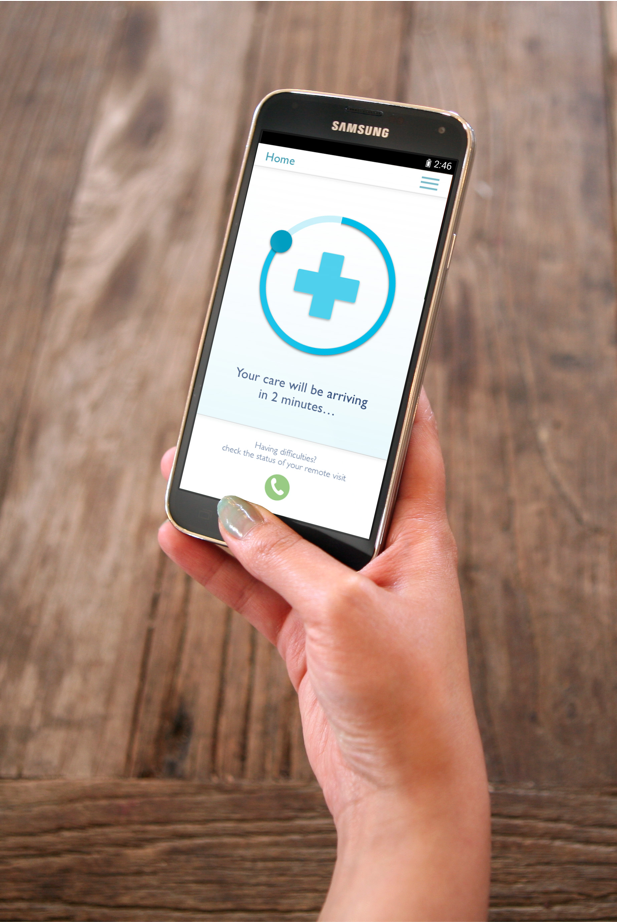 SAMSUNG
2:46
Home
Your care will be arriving
in 2 minutes...
Having difficulties?
check the status of your remote visit